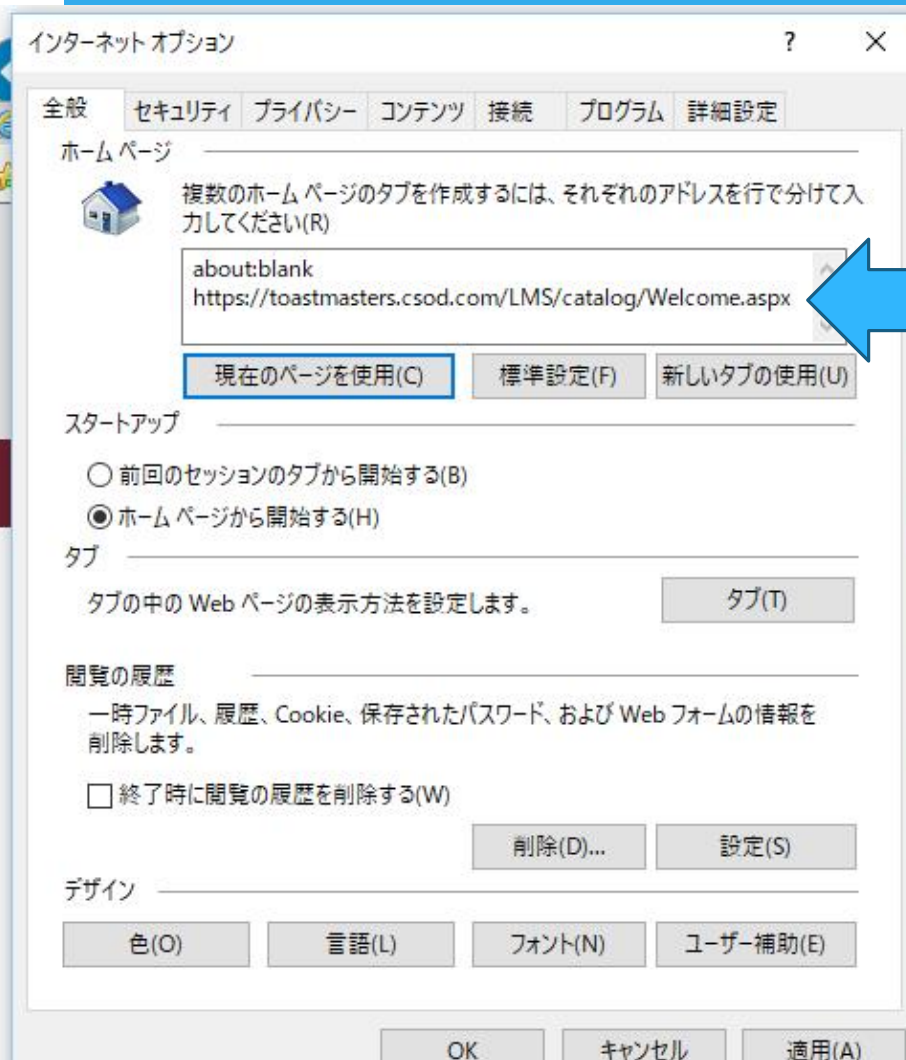 インターネット オプション ?
全般 セキュリティ プライバシー コンテンツ 接続 プログラム 詳細設定
ホーム ページ
複数のホーム ページのタブを作成するには、それぞれのアドレスを行で分けて入
力してください(R)
about:blank
https://toastmasters.csod.com/LMS/catalog/Welcome.aspx
現在のページを使用(C) 標準設定(F) 新しいタブの使用(U)
スタートアップ
前回のセッションのタブから開始する(B)
ホーム ページから開始する(H)
タブ
タブの中の Web ページの表示方法を設定します。 タブ(T)
閲覧の履歴
一時ファイル、履歴、Cookie、保存されたパスワード、および Web フォームの情報を
削除します。
終了時に閲覧の履歴を削除する(W)
削除(D)... 設定(S)
デザイン
色(O) 言語(L) フォント(N) ユーザー補助(E)
OK キャンセル 適用(A)